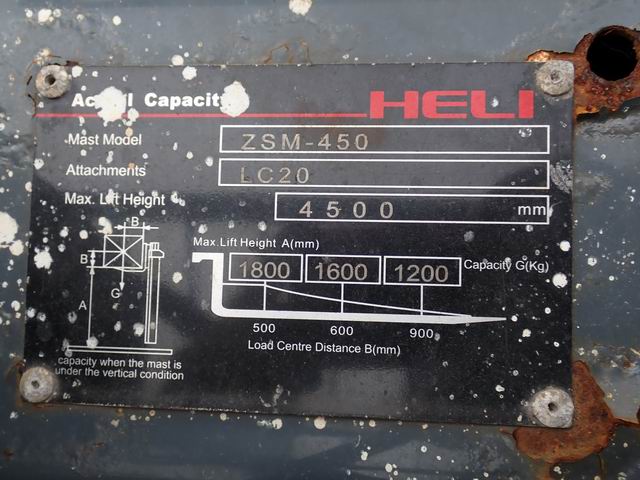 Actual Capacity HELI
Mast Model ZSM-450
Attachments LC20
Max. Lift Height 4500 mm
Max.Lift Height A(mm)
1800 1600 1200 Capacity G(Kg)
500 600 900
Load Centre Distance B(mm)
B
B
G
A
capacity when the mast is
under the vertical condition